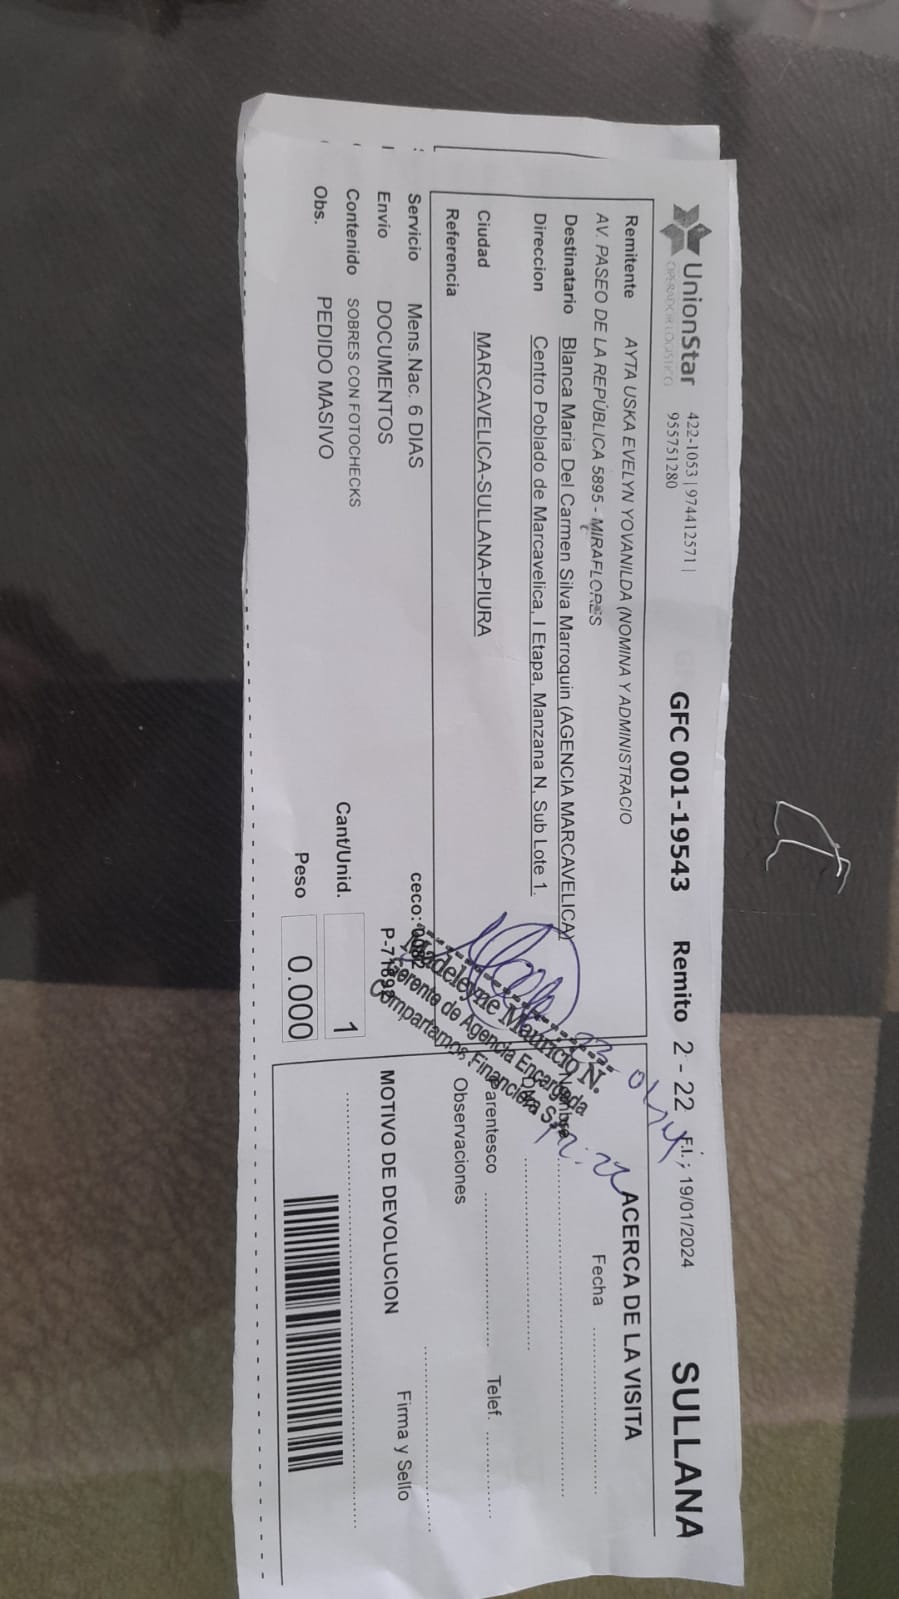 UnionStar
OPERADOR LOGISTICO
422-1053 | 974412571 |
955751280
GFC 001-19543 Remito 2 - 22 F.I.: 19/01/2024 SULLANA
Remitente AYTA USKA EVELYN YOVANILDA (NOMINA Y ADMINISTRACIO
AV. PASEO DE LA REPÚBLICA 5895 - MIRAFLORES
Destinatario Blanca Maria Del Carmen Silva Marroquin (AGENCIA MARCAVELICA)
Direccion Centro Poblado de Marcavelica, I Etapa, Manzana N, Sub Lote 1.
Ciudad MARCAVELICA-SULLANA-PIURA
Referencia
Servicio Mens.Nac. 6 DIAS
ceco:
Envio DOCUMENTOS
Contenido SOBRES CON FOTOCHECKS
Cant/Unid. 1
Obs. PEDIDO MASIVO
Peso 0.000
Madeleyne Mauricio N.
Gerente de Agencia Encargada
Compartamos Financiera S.
ACERCA DE LA VISITA
Fecha
Nombre
Parentesco
Telef.
Observaciones
MOTIVO DE DEVOLUCION
Firma y Sello